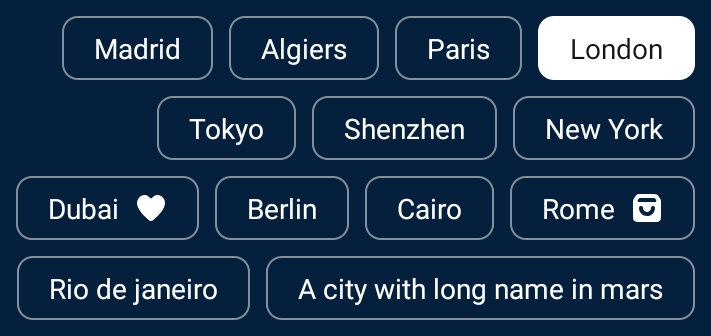 Madrid Algiers Paris London
Tokyo Shenzhen New York
Dubai Berlin Cairo Rome
Rio de janeiro A city with long name in mars